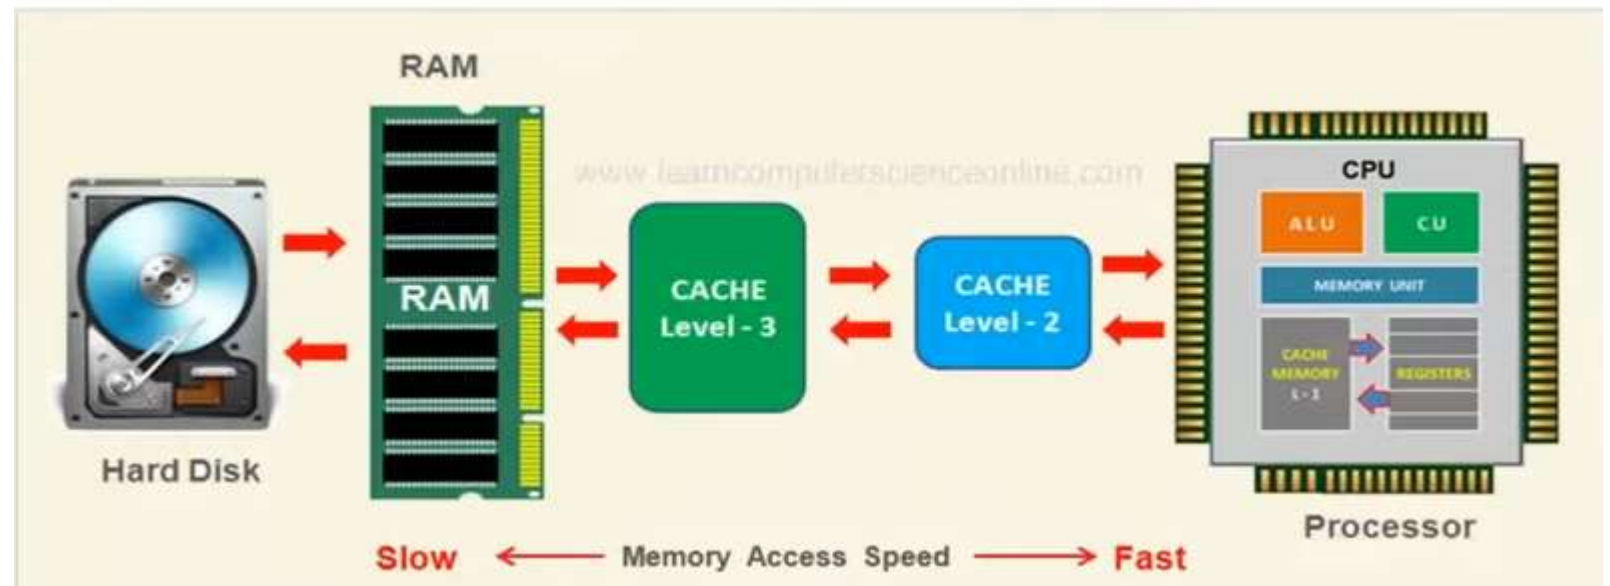 RAM
www.learncomputerscienceonline.com
RAM
CACHE
Level - 3
CACHE
Level - 2
CPU
ALU
CU
MEMORY UNIT
CACHE
MEMORY
L - 1
REGISTERS
Hard Disk
Processor
Slow
Memory Access Speed
Fast